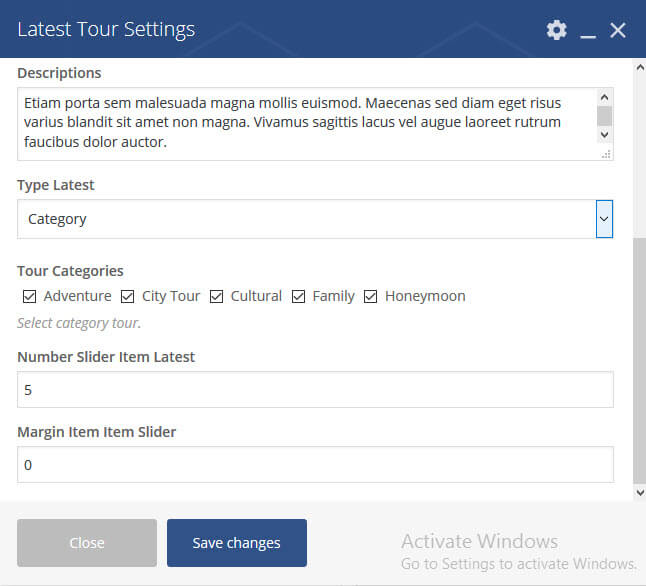 Latest Tour Settings
Descriptions
Etiam porta sem malesuada magna mollis euismod. Maecenas sed diam eget risus
varius blandit sit amet non magna. Vivamus sagittis lacus vel augue laoreet rutrum
faucibus dolor auctor.
Type Latest
Category
Tour Categories
Adventure City Tour Cultural Family Honeymoon
Select category tour.
Number Slider Item Latest
5
Margin Item Item Slider
0
Close Save changes
Activate Windows
Go to Settings to activate Windows.